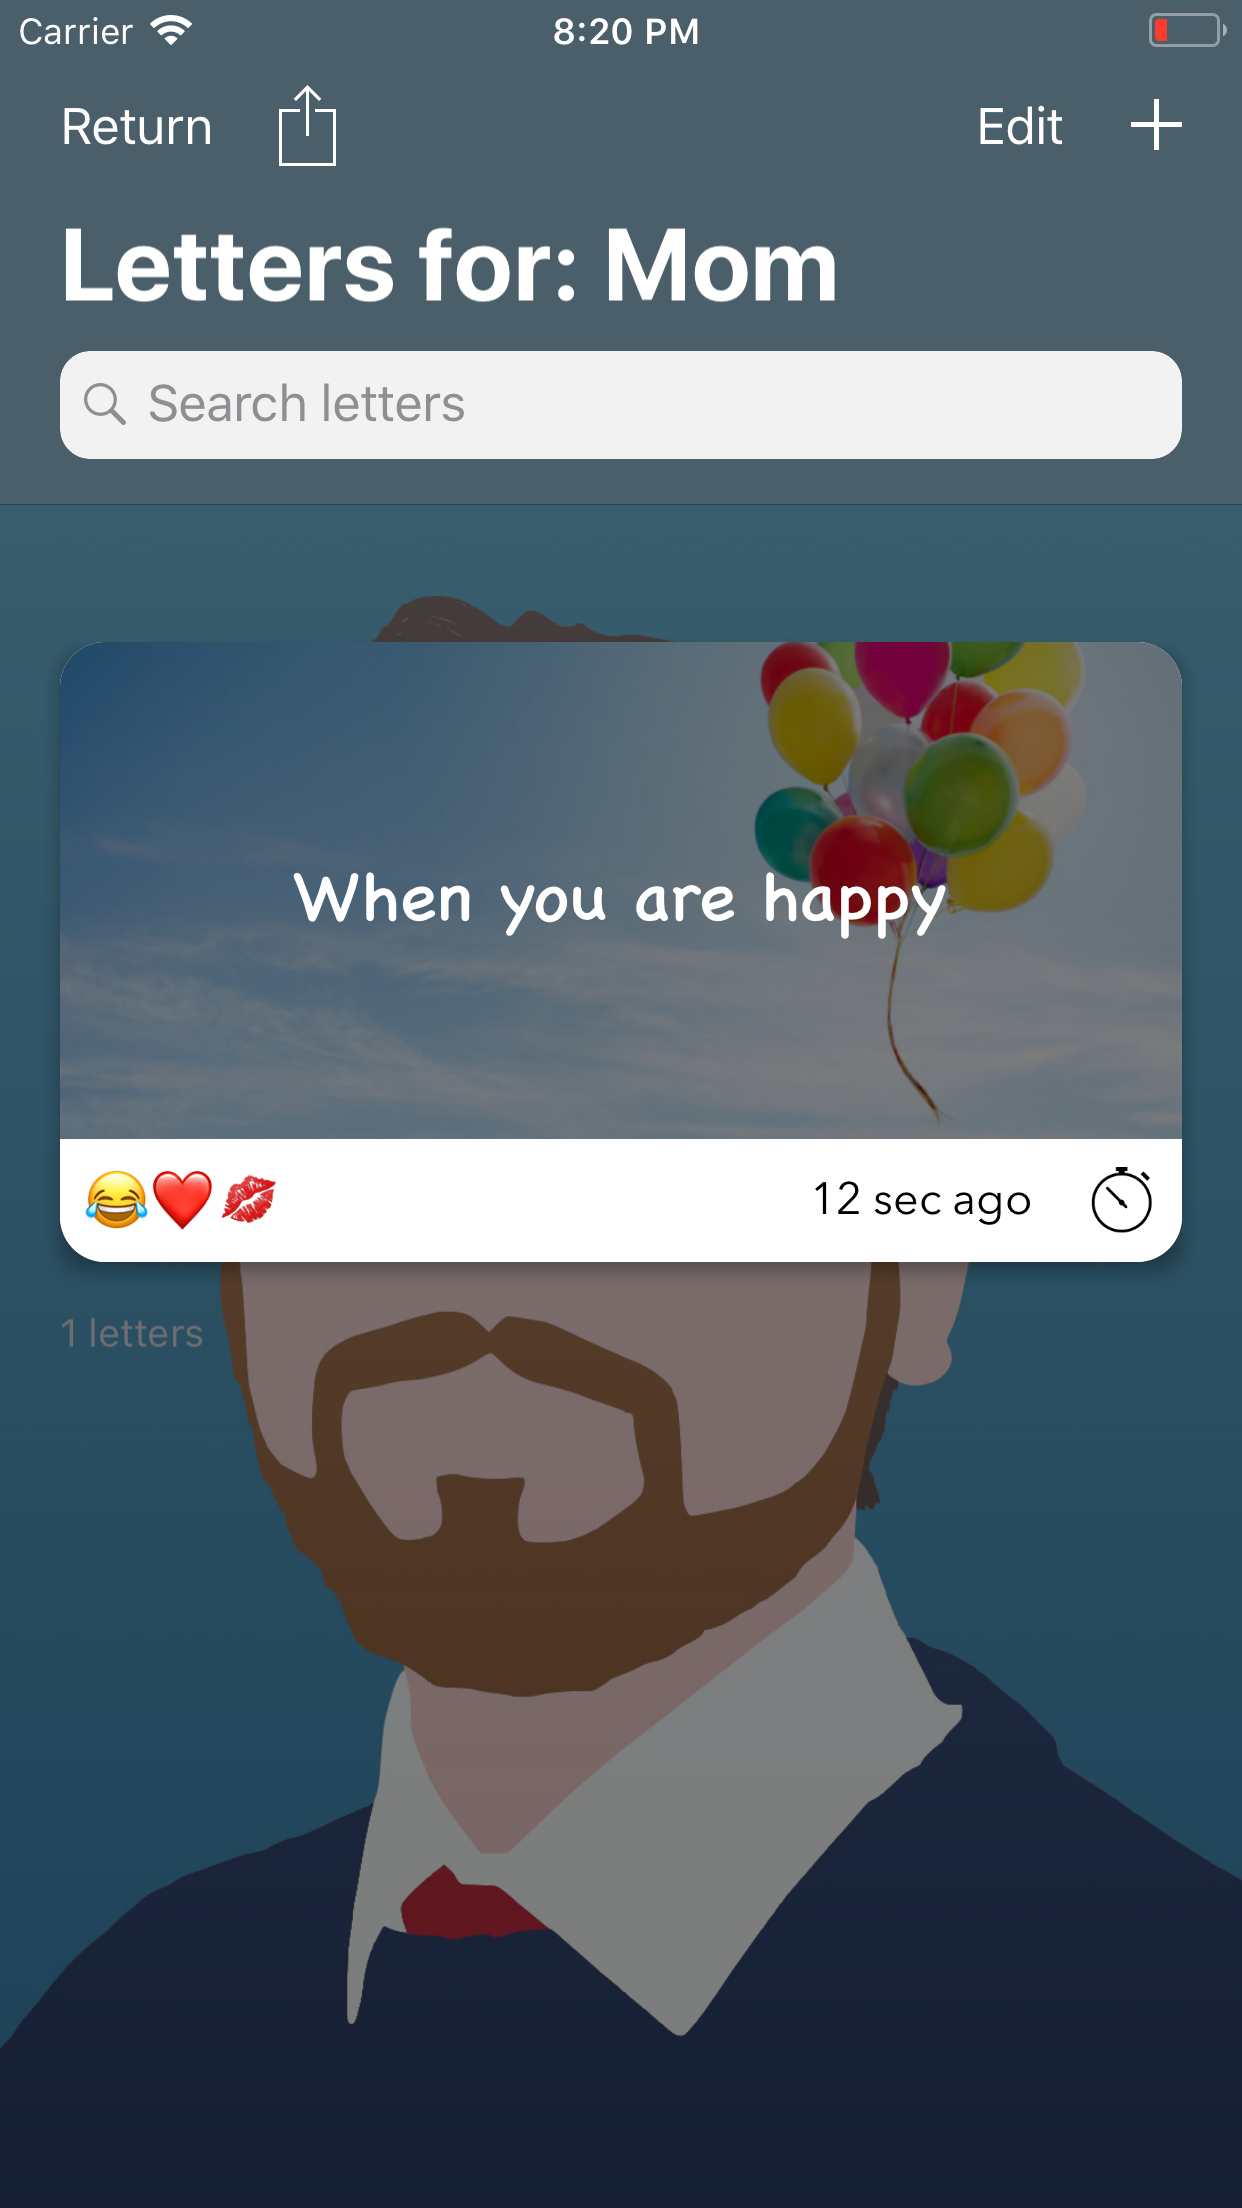 Carrier 8:20 PM
Return Edit
Letters for: Mom
Search letters
When you are happy
😂❤️💋 12 sec ago
1 letters